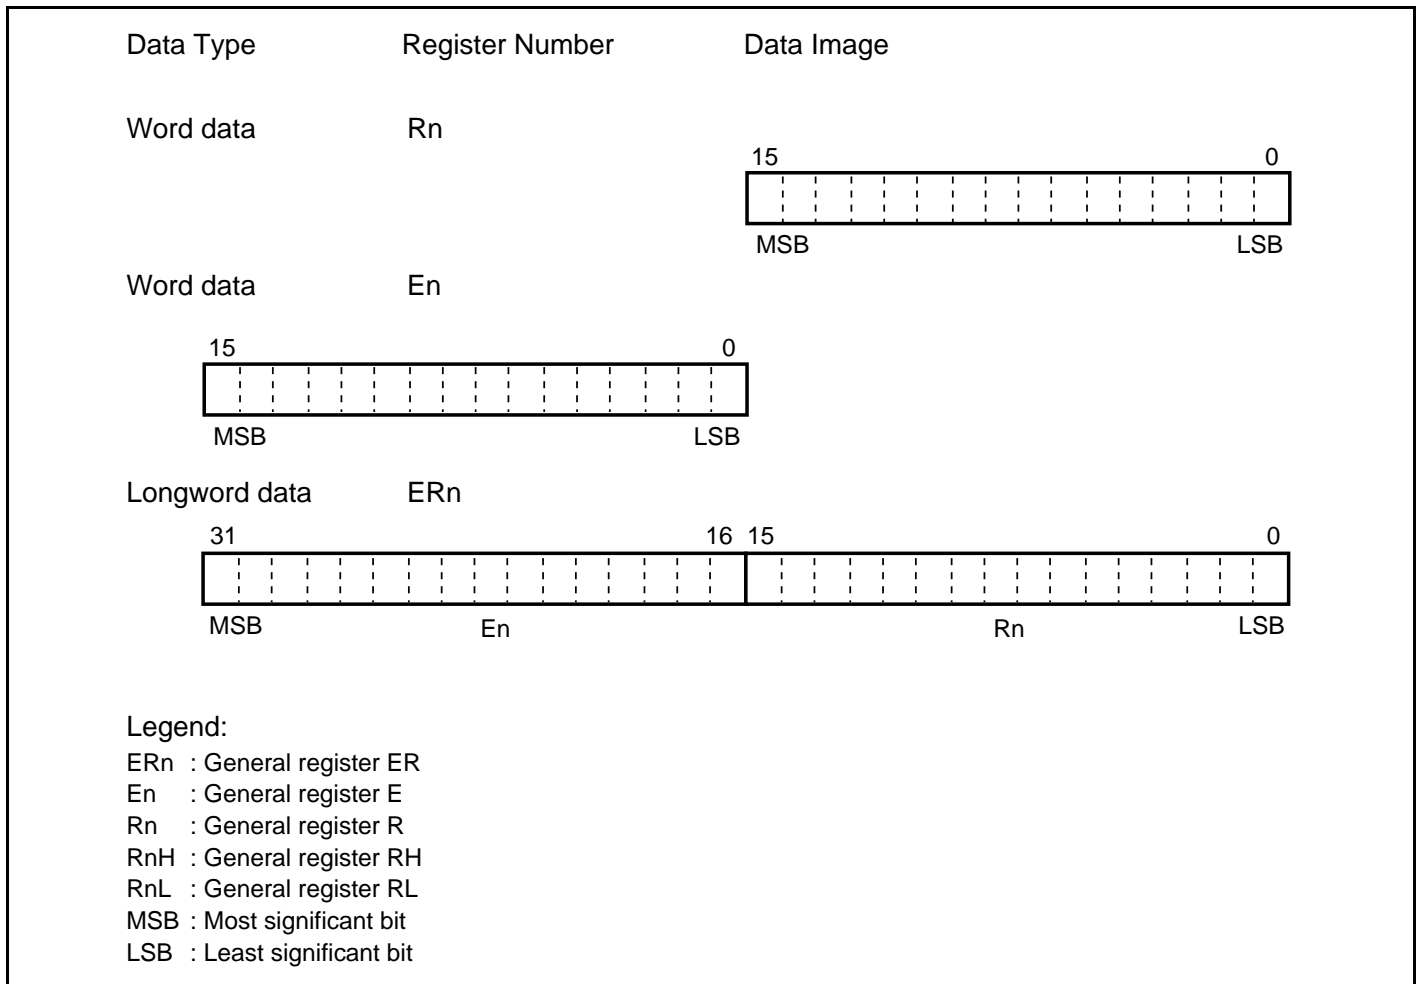 Data Type Register Number Data Image
Word data Rn
15 0
MSB LSB
Word data En
15 0
MSB LSB
Longword data ERn
31 16 15 0
MSB En Rn LSB
Legend:
ERn : General register ER
En : General register E
Rn : General register R
RnH : General register RH
RnL : General register RL
MSB : Most significant bit
LSB : Least significant bit